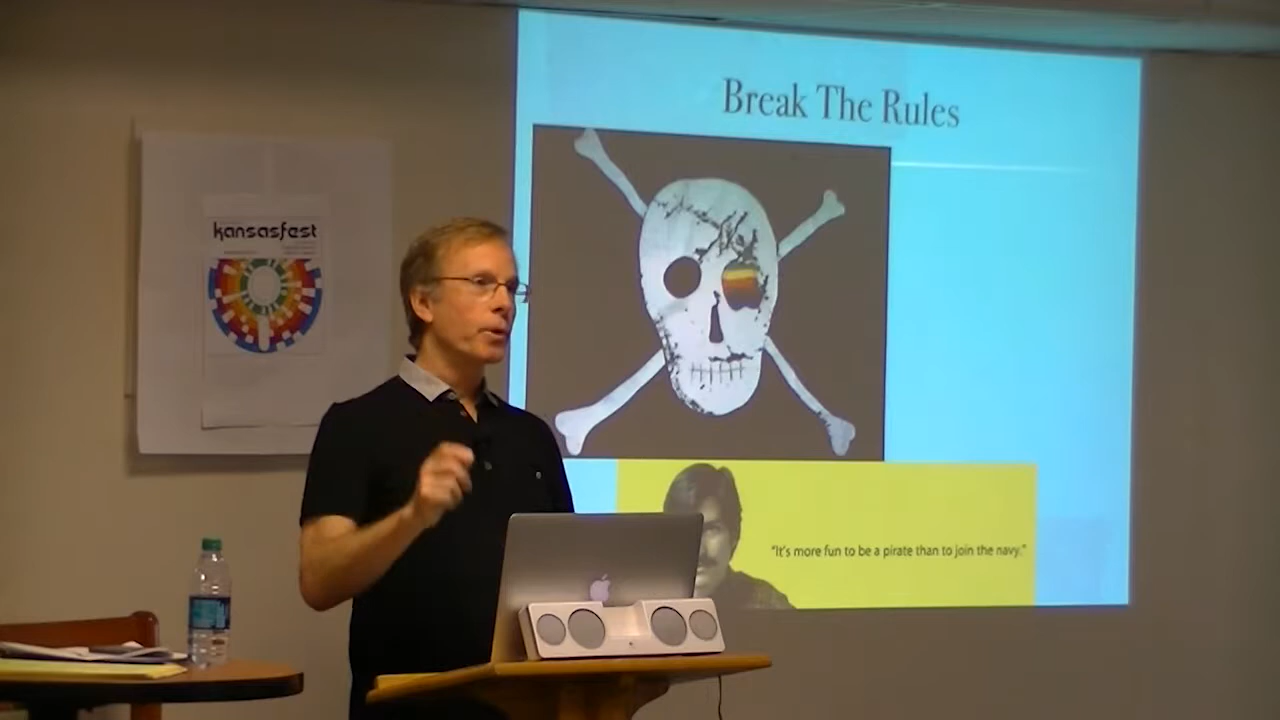 Break The Rules
kansasfest
"It's more fun to be a pirate than to join the navy."